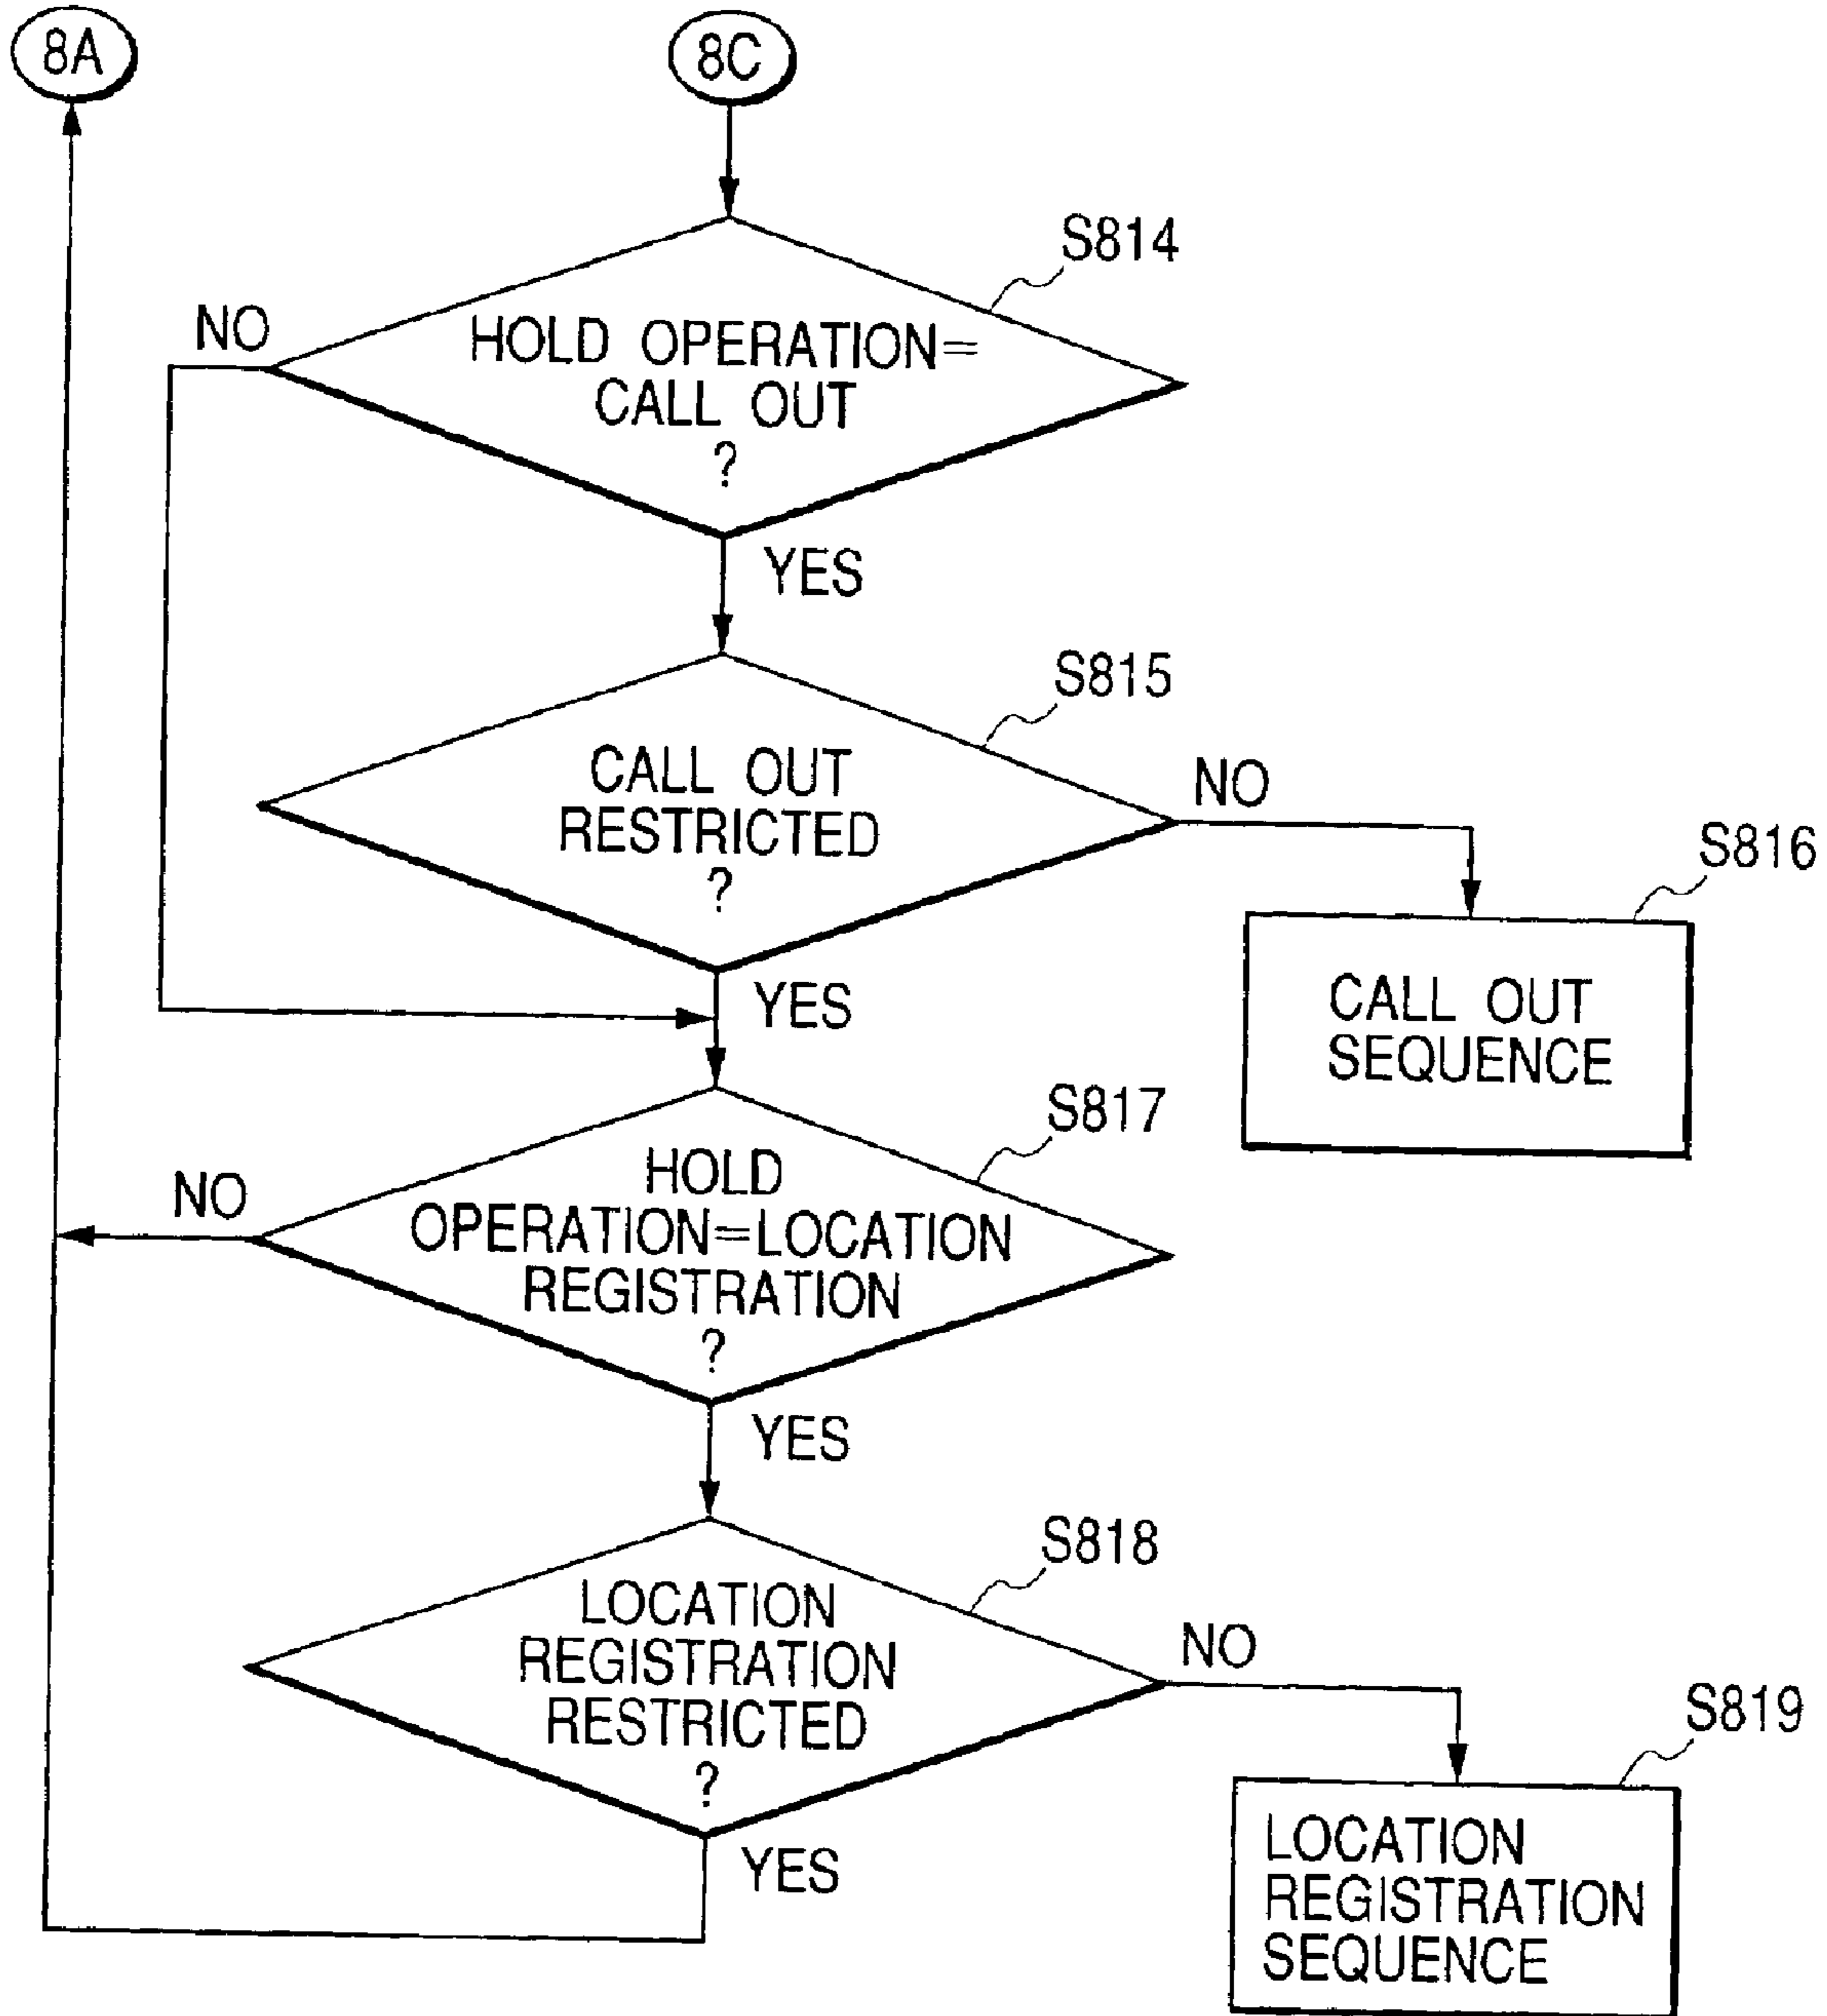 8A
8C
S814
NO
HOLD OPERATION=
CALL OUT
?
YES
S815
CALL OUT
RESTRICTED
?
NO
S816
YES
CALL OUT
SEQUENCE
S817
NO
HOLD
OPERATION=LOCATION
REGISTRATION
?
YES
S818
LOCATION
REGISTRATION
RESTRICTED
?
NO
S819
YES
LOCATION
REGISTRATION
SEQUENCE